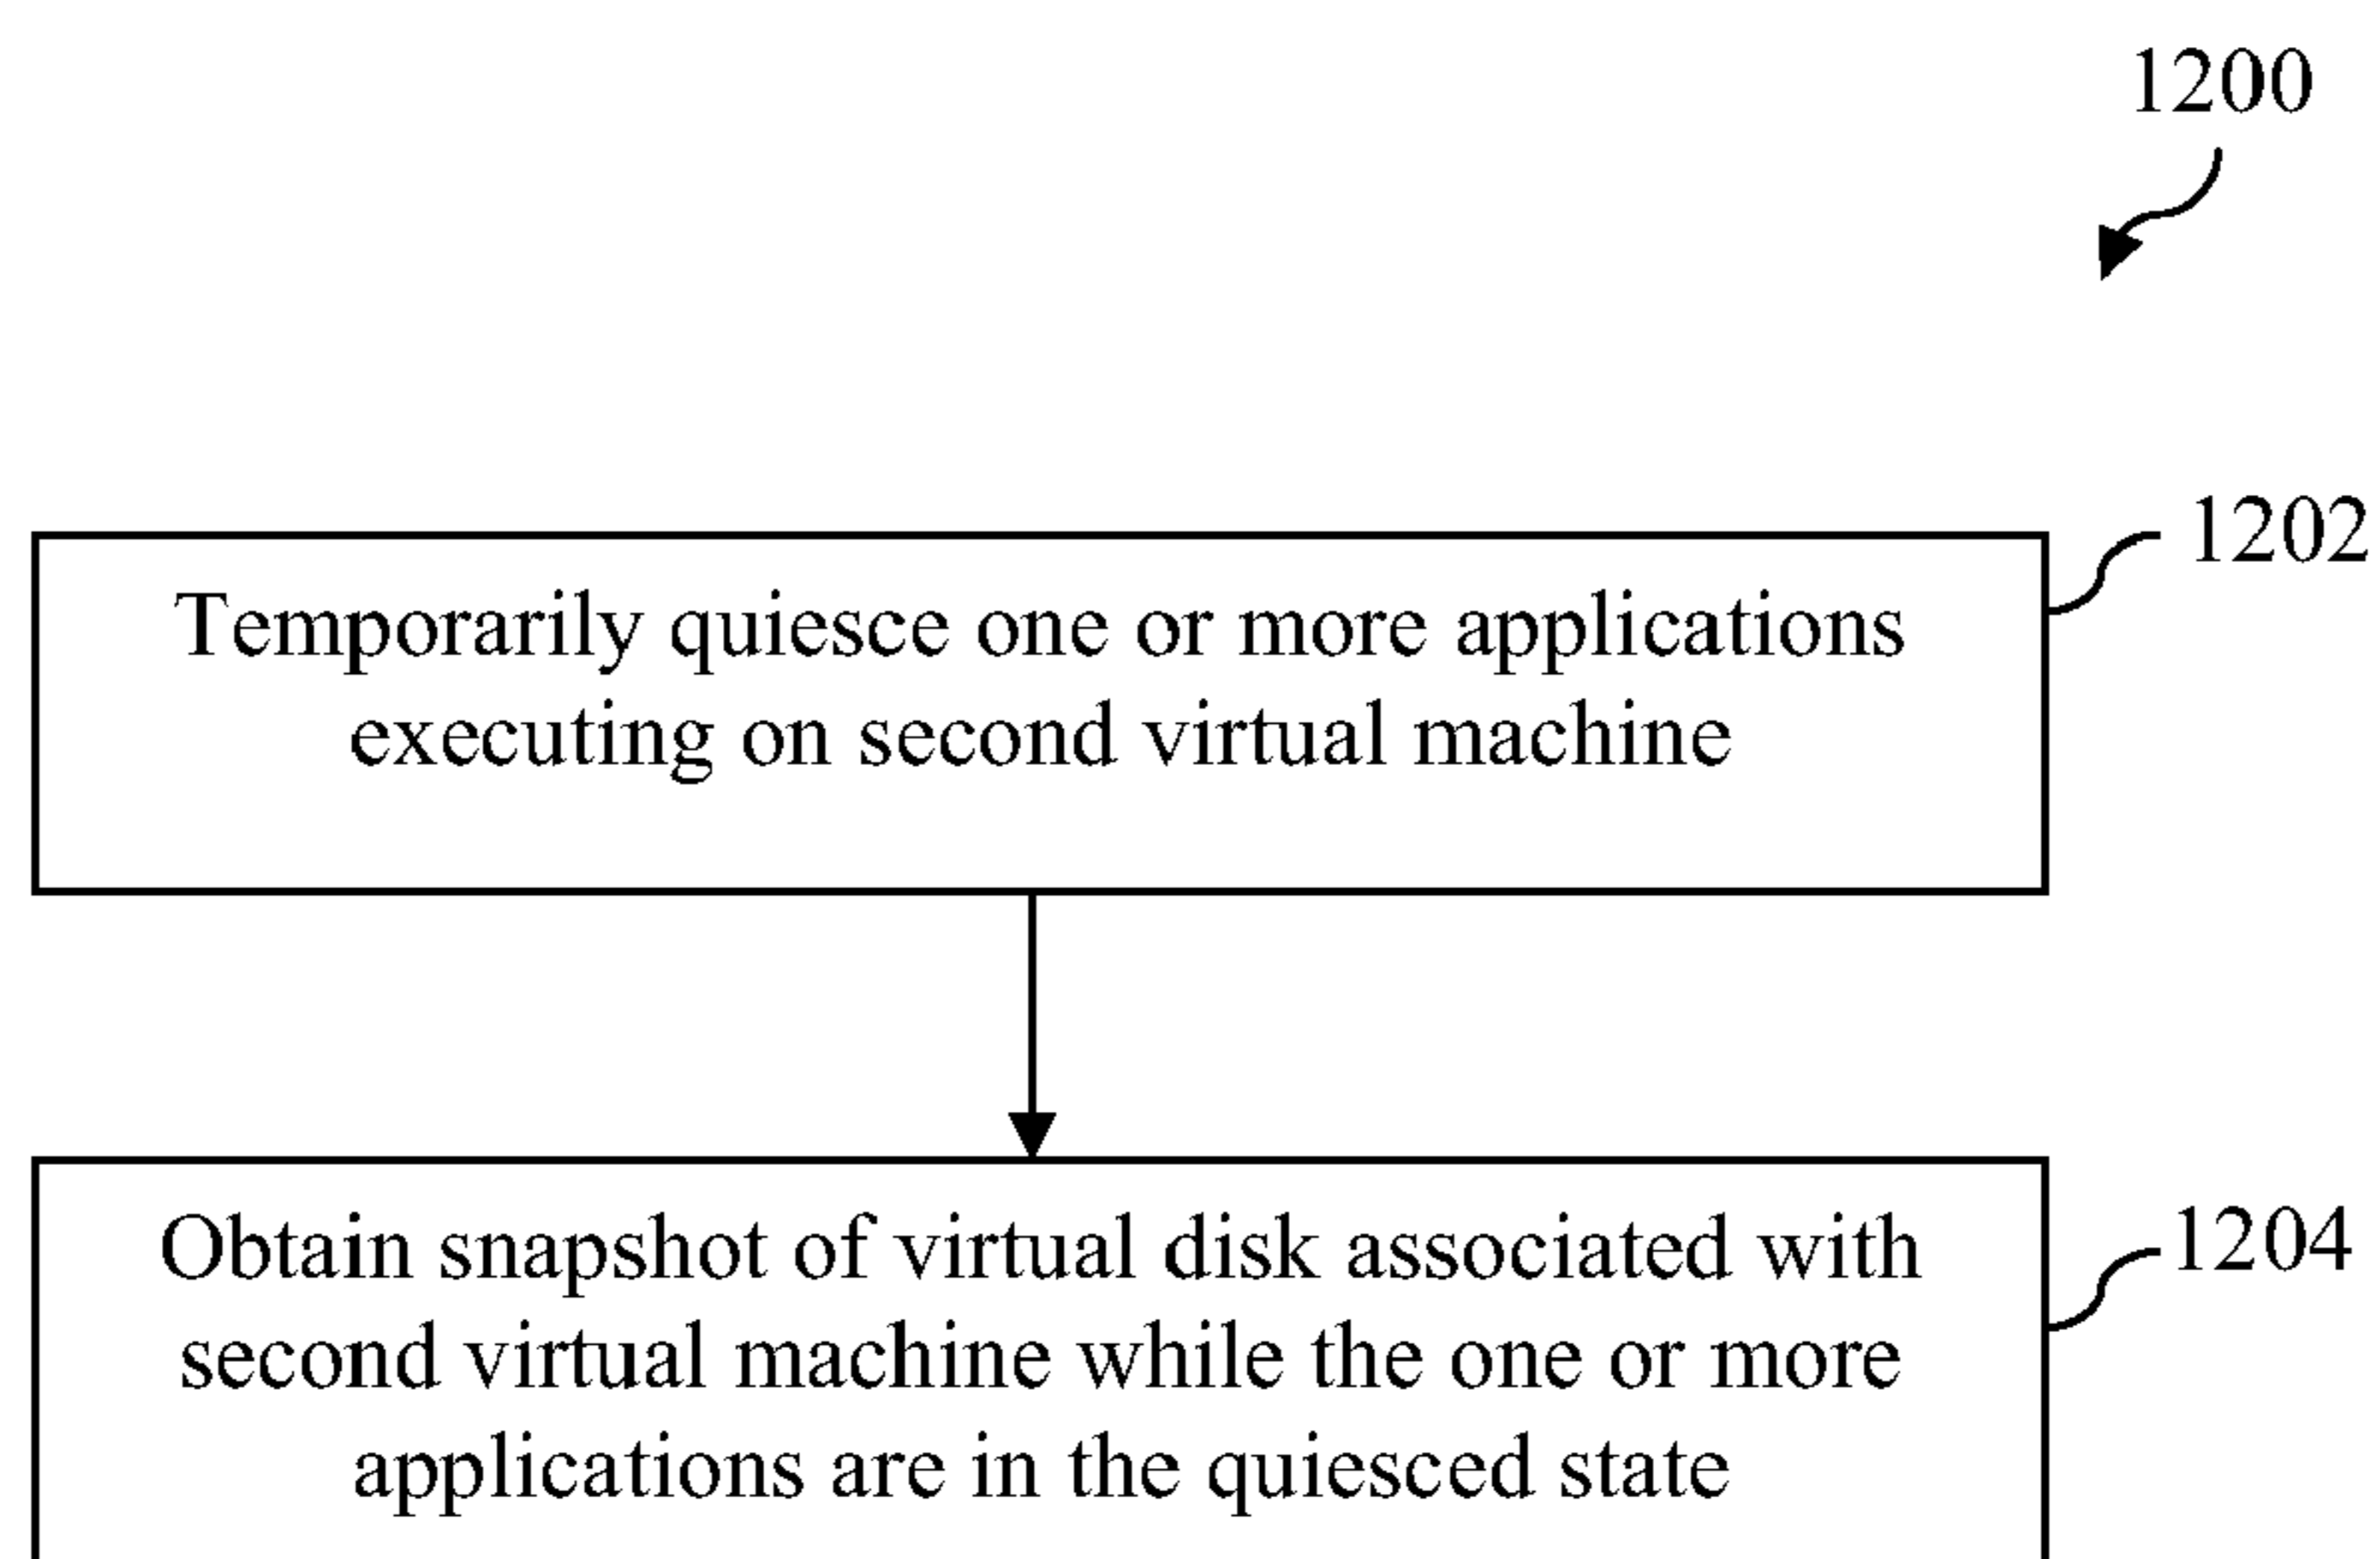 1200
1202
Temporarily quiesce one or more applications
executing on second virtual machine
1204
Obtain snapshot of virtual disk associated with
second virtual machine while the one or more
applications are in the quiesced state